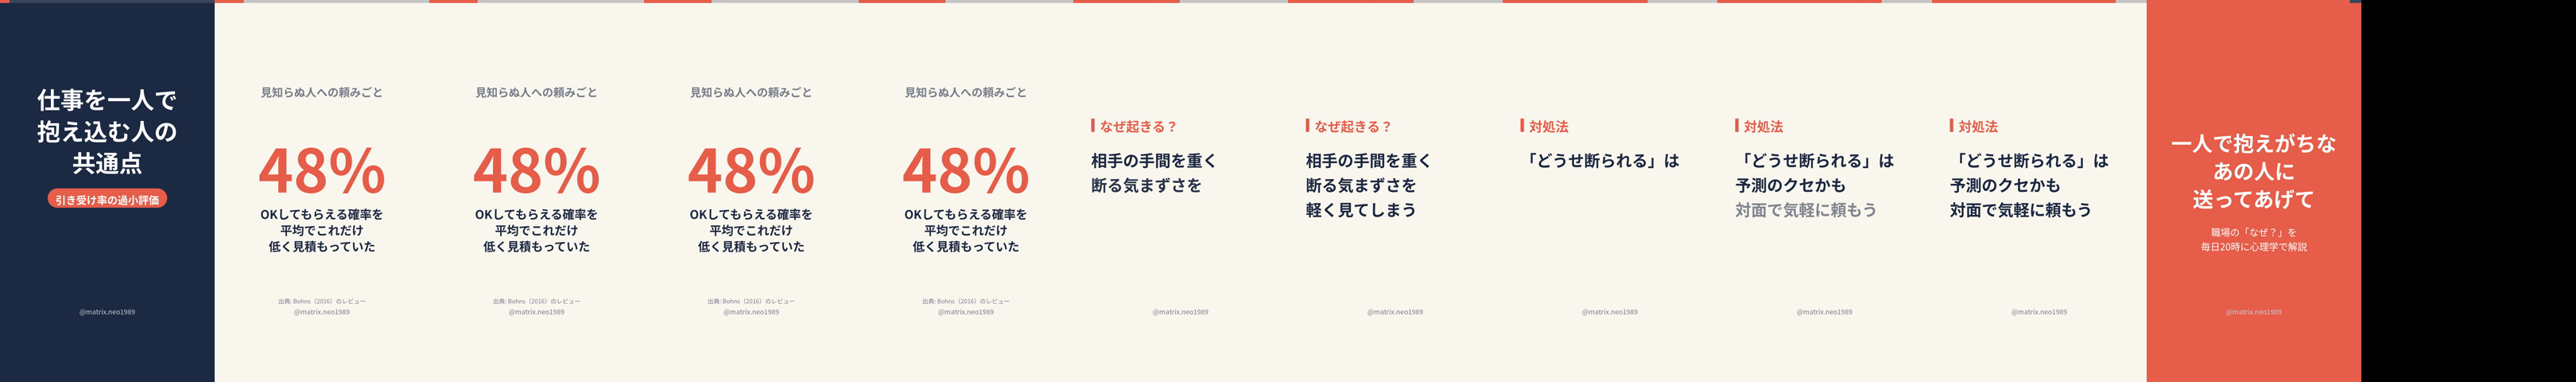 仕事を一人で
抱え込む人の
共通点
引き受け率の過小評価
@matrix.neo1989
見知らぬ人への頼みごと
48%
OKしてもらえる確率を
平均でこれだけ
低く見積もっていた
出典: Bohns（2016）のレビュー
@matrix.neo1989
見知らぬ人への頼みごと
48%
OKしてもらえる確率を
平均でこれだけ
低く見積もっていた
出典: Bohns（2016）のレビュー
@matrix.neo1989
見知らぬ人への頼みごと
48%
OKしてもらえる確率を
平均でこれだけ
低く見積もっていた
出典: Bohns（2016）のレビュー
@matrix.neo1989
見知らぬ人への頼みごと
48%
OKしてもらえる確率を
平均でこれだけ
低く見積もっていた
出典: Bohns（2016）のレビュー
@matrix.neo1989
なぜ起きる？
相手の手間を重く
断る気まずさを
@matrix.neo1989
なぜ起きる？
相手の手間を重く
断る気まずさを
軽く見てしまう
@matrix.neo1989
対処法
「どうせ断られる」は
@matrix.neo1989
対処法
「どうせ断られる」は
予測のクセかも
対面で気軽に頼もう
@matrix.neo1989
対処法
「どうせ断られる」は
予測のクセかも
対面で気軽に頼もう
@matrix.neo1989
一人で抱えがちな
あの人に
送ってあげて
職場の「なぜ？」を
毎日20時に心理学で解説
@matrix.neo1989